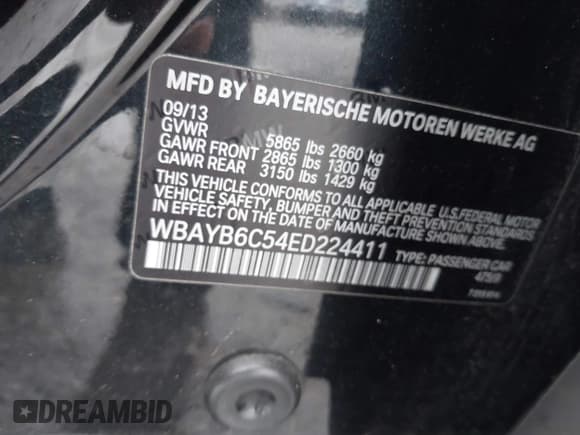 MFD BY BAYERISCHE MOTOREN WERKE AG
09/13
GVWR 5865 lbs 2660 kg
GAWR FRONT 2865 lbs 1300 kg
GAWR REAR 3150 lbs 1429 kg
THIS VEHICLE CONFORMS TO ALL APPLICABLE U.S. FEDERAL MOTOR
VEHICLE SAFETY, BUMPER AND THEFT PREVENTION STANDARDS
IN EFFECT ON THE DATE OF MANUFACTURE SHOWN ABOVE.
WBAYB6C54ED224411 TYPE: PASSENGER CAR
DREAMBID